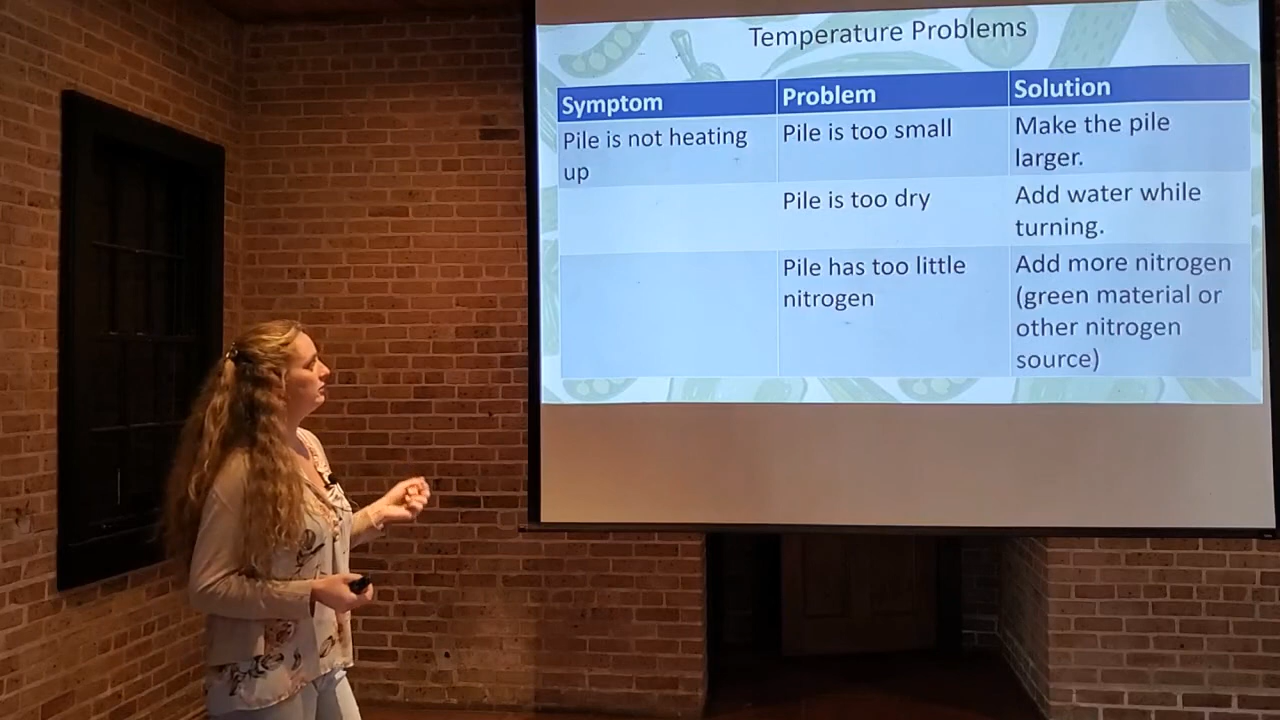 Temperature Problems
Symptom Problem Solution
Pile is not heating
up
Pile is too small
Make the pile
larger.
Pile is too dry
Add water while
turning.
Pile has too little
nitrogen
Add more nitrogen
(green material or
other nitrogen
source)